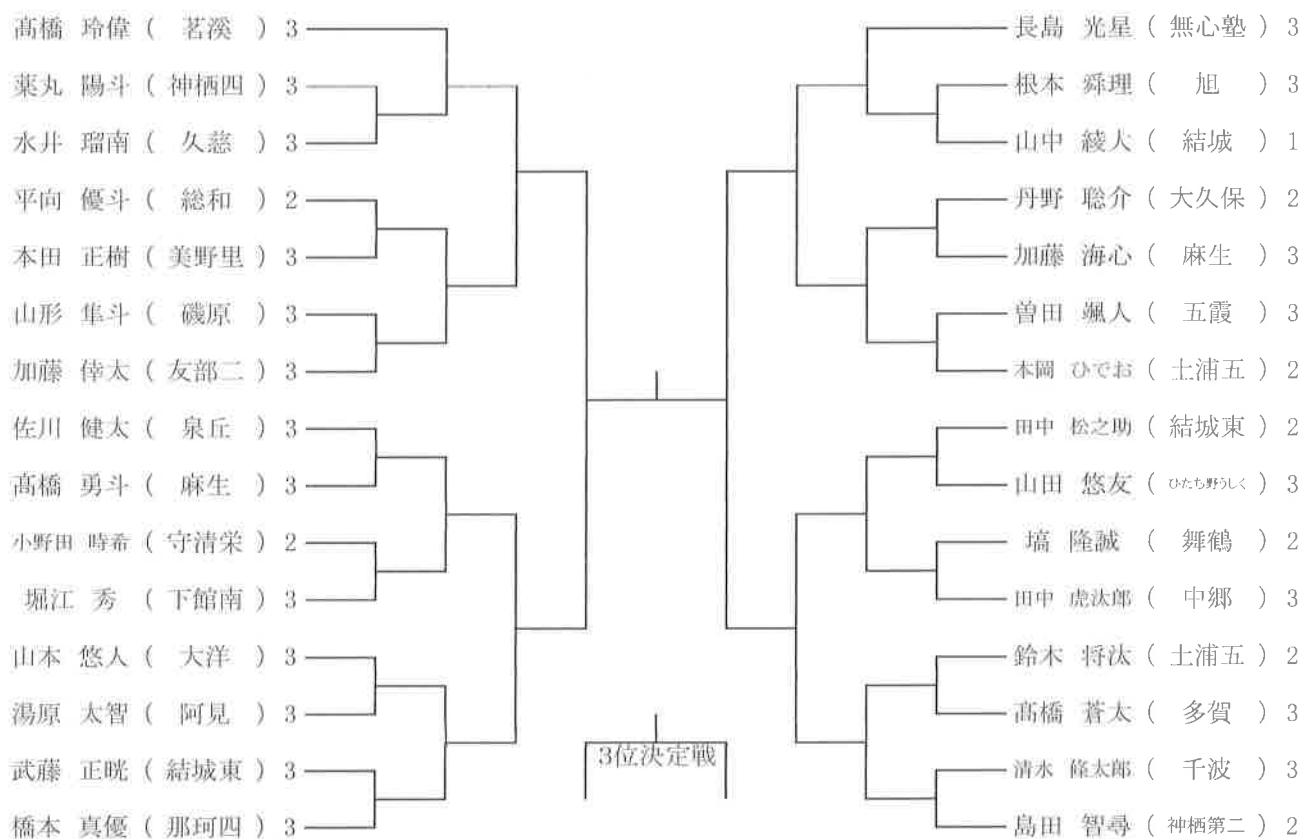 髙橋 玲偉 ( 茗溪 ) 3
薬丸 陽斗 ( 神栖四 ) 3
水井 瑠南 ( 久慈 ) 3
平向 優斗 ( 総和 ) 2
本田 正樹 ( 美野里 ) 3
山形 隼斗 ( 磯原 ) 3
加藤 倖太 ( 友部二 ) 3
佐川 健太 ( 泉丘 ) 3
髙橋 勇斗 ( 麻生 ) 3
小野田 時希 ( 守清栄 ) 2
堀江 秀 ( 下館南 ) 3
山本 悠人 ( 大洋 ) 3
湯原 太智 ( 阿見 ) 3
武藤 正晄 ( 結城東 ) 3
橋本 真優 ( 那珂四 ) 3
3位決定戦
長島 光星 ( 無心塾 ) 3
根本 舜理 ( 旭 ) 3
山中 綾大 ( 結城 ) 1
丹野 聡介 ( 大久保 ) 2
加藤 海心 ( 麻生 ) 3
曽田 颯人 ( 五霞 ) 3
本岡 ひでお ( 土浦五 ) 2
田中 松之助 ( 結城東 ) 2
山田 悠友 ( ひたち野うしく ) 3
塙 隆誠 ( 舞鶴 ) 2
田中 虎汰郎 ( 中郷 ) 3
鈴木 将汰 ( 土浦五 ) 2
髙橋 蒼太 ( 多賀 ) 3
清水 條太郎 ( 千波 ) 3
島田 智尋 ( 神栖第二 ) 2